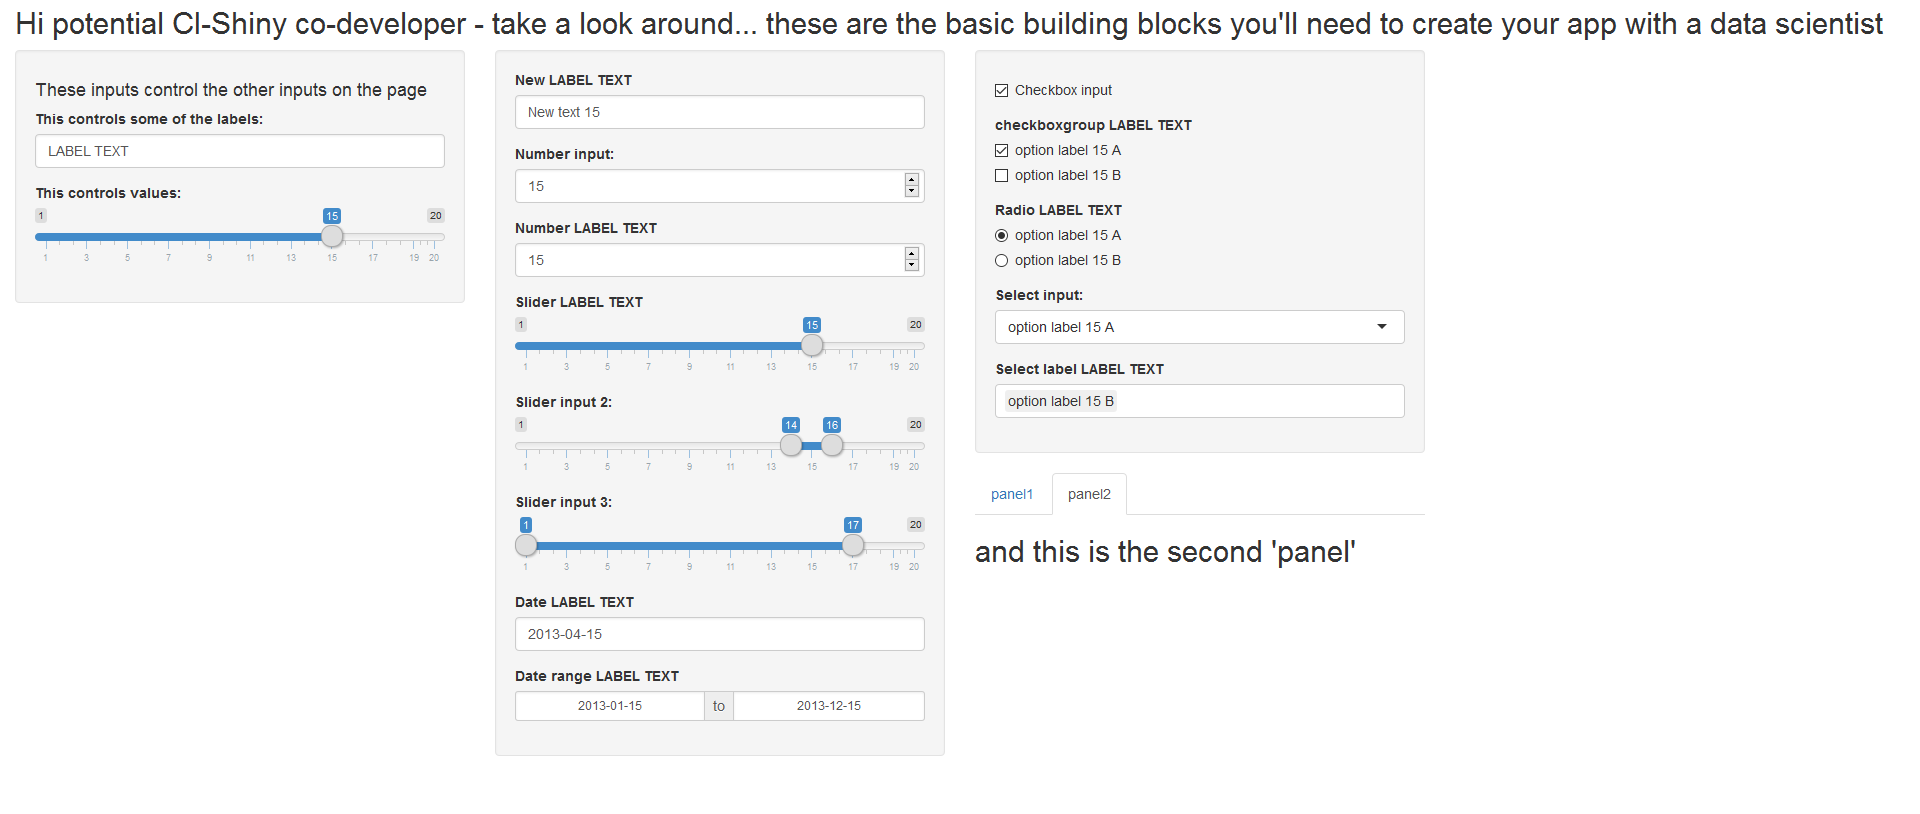 Hi potential CI-Shiny co-developer - take a look around... these are the basic building blocks you'll need to create your app with a data scientist
These inputs control the other inputs on the page
This controls some of the labels:
LABEL TEXT
This controls values:
1 15 20
1 3 5 7 9 11 13 15 17 19 20
New LABEL TEXT
New text 15
Number input:
15
Number LABEL TEXT
15
Slider LABEL TEXT
1 15 20
1 3 5 7 9 11 13 15 17 19 20
Slider input 2:
1 14 16 20
1 3 5 7 9 11 13 15 17 19 20
Slider input 3:
1 17 20
1 3 5 7 9 11 13 15 17 19 20
Date LABEL TEXT
2013-04-15
Date range LABEL TEXT
2013-01-15 to 2013-12-15
Checkbox input
checkboxgroup LABEL TEXT
option label 15 A
option label 15 B
Radio LABEL TEXT
option label 15 A
option label 15 B
Select input:
option label 15 A
Select label LABEL TEXT
option label 15 B
panel1 panel2
and this is the second 'panel'